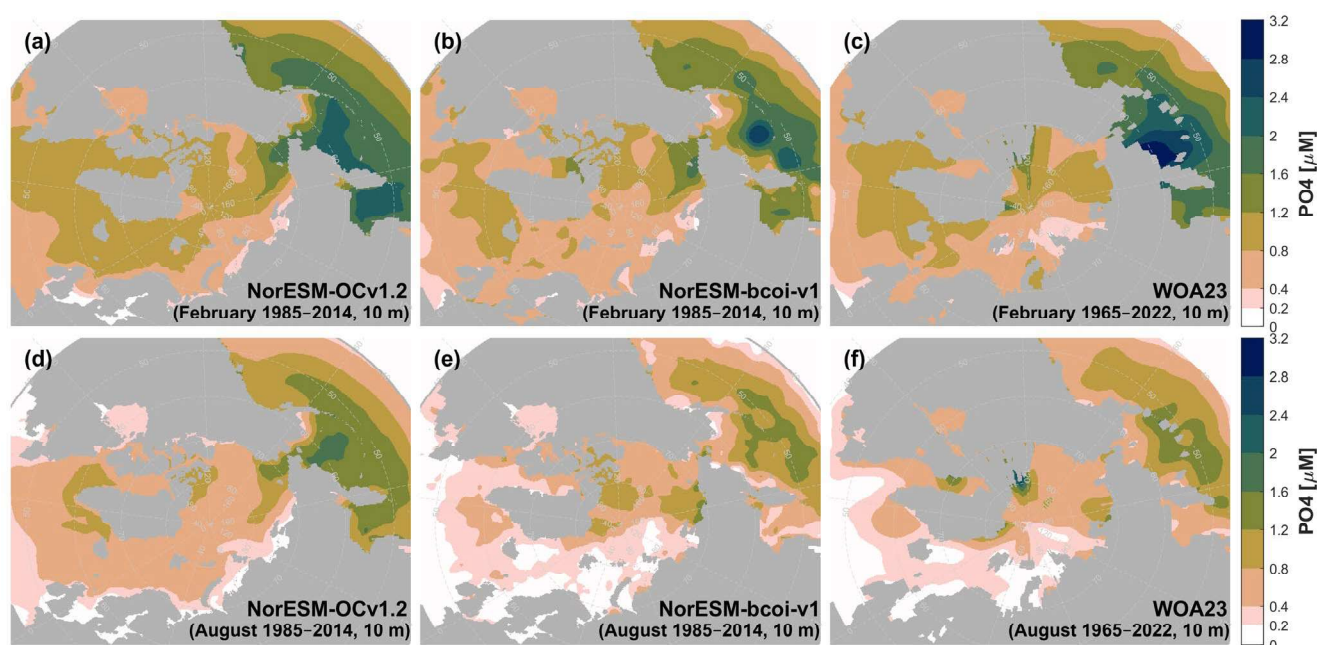 (a)
NorESM-OCv1.2
(February 1985–2014, 10 m)
(b)
NorESM-bcoi-v1
(February 1985–2014, 10 m)
(c)
WOA23
(February 1965–2022, 10 m)
3.2
2.8
2.4
2
1.6
1.2
0.8
0.4
0.2
0
PO4 [μM]
(d)
NorESM-OCv1.2
(August 1985–2014, 10 m)
(e)
NorESM-bcoi-v1
(August 1985–2014, 10 m)
(f)
WOA23
(August 1965–2022, 10 m)
3.2
2.8
2.4
2
1.6
1.2
0.8
0.4
0.2
0
PO4 [μM]